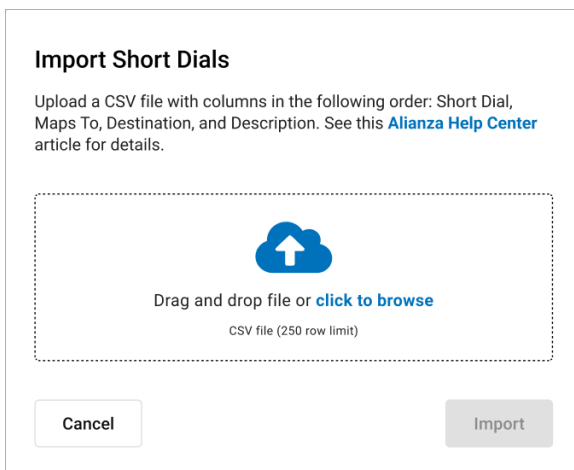 Import Short Dials
Upload a CSV file with columns in the following order: Short Dial,
Maps To, Destination, and Description. See this Alianza Help Center
article for details.
Drag and drop file or click to browse
CSV file (250 row limit)
Cancel
Import